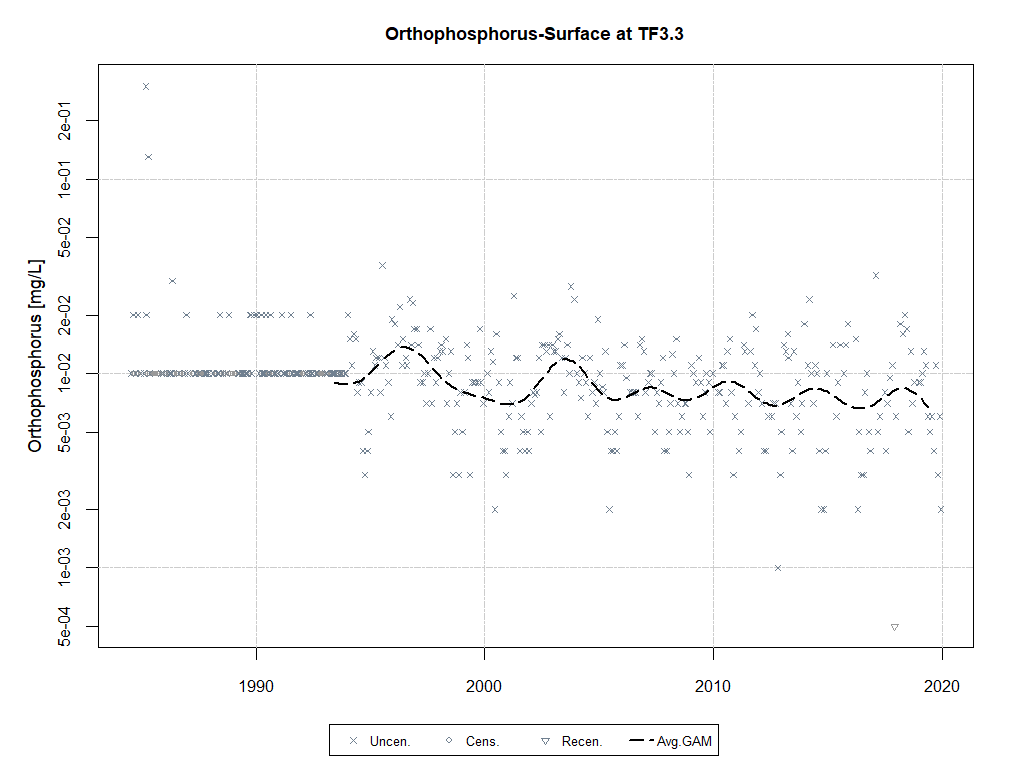 Orthophosphorus-Surface at TF3.3
Orthophosphorus [mg/L]
2e-01
1e-01
5e-02
2e-02
1e-02
5e-03
2e-03
1e-03
5e-04
1990 2000 2010 2020
Uncen. Cens. Recen. Avg.GAM